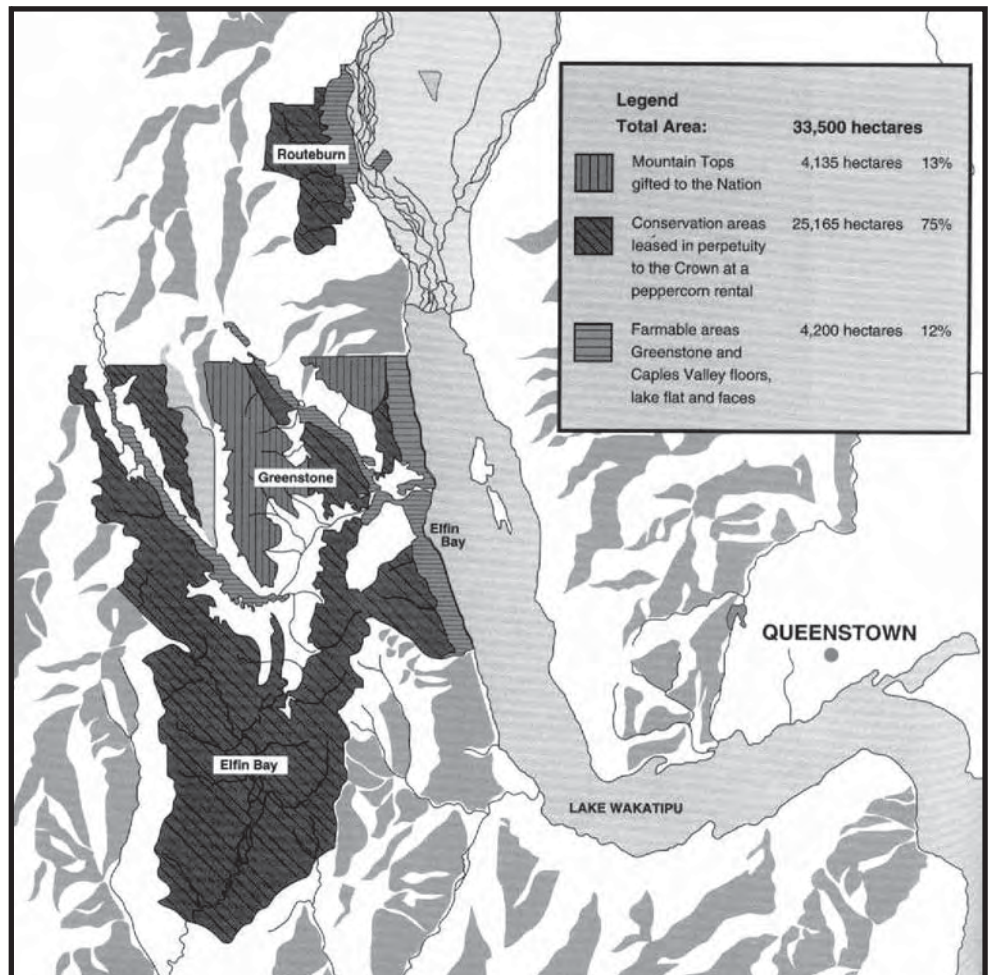 Legend
Total Area: 33,500 hectares
Mountain Tops 4,135 hectares 13%
gifted to the Nation
Conservation areas 25,165 hectares 75%
leased in perpetuity
to the Crown at a
peppercorn rental
Farmable areas 4,200 hectares 12%
Greenstone and
Caples Valley floors,
lake flat and faces
Routeburn
Greenstone
Elfin
Bay
QUEENSTOWN
Elfin Bay
LAKE WAKATIPU